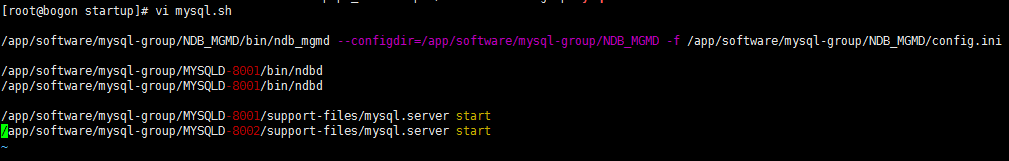 [root@bogon startup]# vi mysql.sh
/app/software/mysql-group/NDB_MGMD/bin/ndb_mgmd --configdir=/app/software/mysql-group/NDB_MGMD -f /app/software/mysql-group/NDB_MGMD/config.ini
/app/software/mysql-group/MYSQLD-8001/bin/ndbd
/app/software/mysql-group/MYSQLD-8001/bin/ndbd
/app/software/mysql-group/MYSQLD-8001/support-files/mysql.server start
/app/software/mysql-group/MYSQLD-8002/support-files/mysql.server start
~